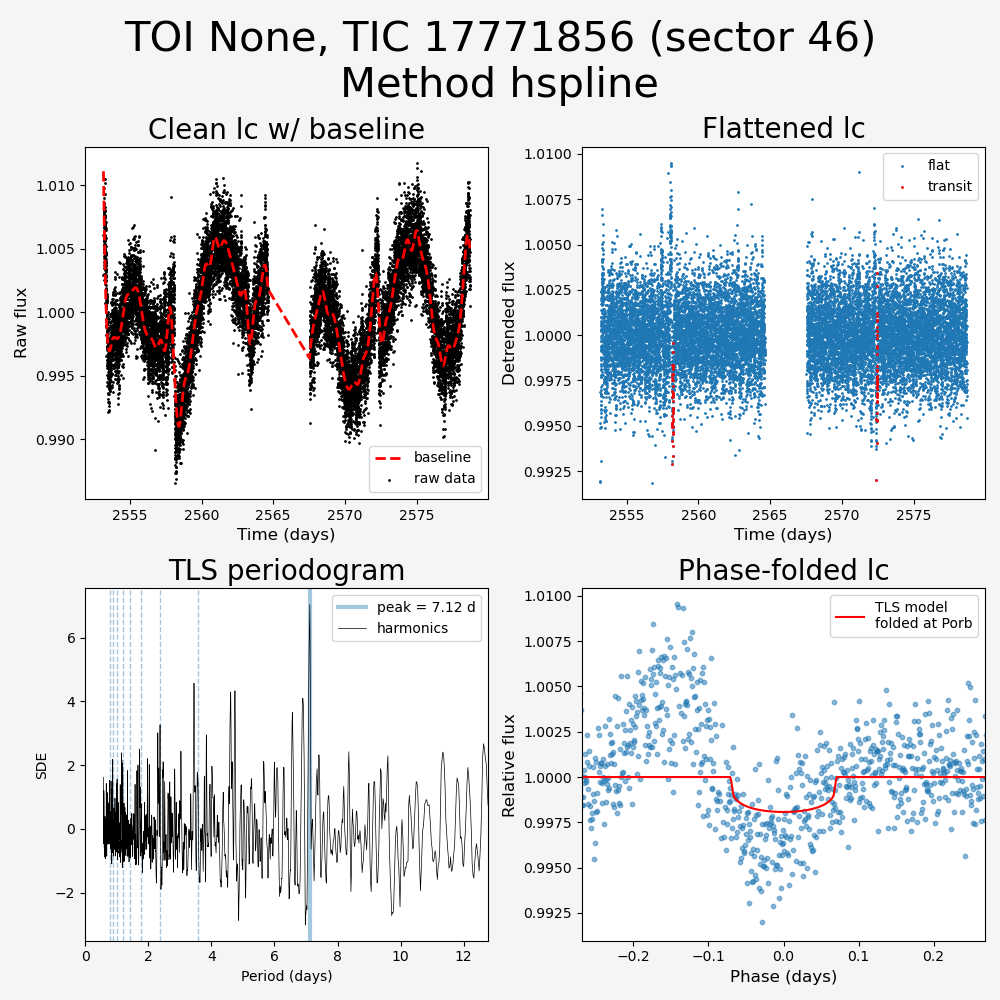 TOI None, TIC 17771856 (sector 46)
Method hspline
Clean lc w/ baseline
Flattened lc
1.010
1.005
1.000
0.995
0.990
Raw flux
baseline
raw data
2555
2560
2565
2570
2575
Time (days)
1.0100
1.0075
1.0050
1.0025
1.0000
0.9975
0.9950
0.9925
Detrended flux
flat
transit
2555
2560
2565
2570
2575
Time (days)
TLS periodogram
Phase-folded lc
6
4
2
0
−2
SDE
peak = 7.12 d
harmonics
0
2
4
6
8
10
12
Period (days)
1.0100
1.0075
1.0050
1.0025
1.0000
0.9975
0.9950
0.9925
Relative flux
TLS model
folded at Porb
−0.2
−0.1
0.0
0.1
0.2
Phase (days)